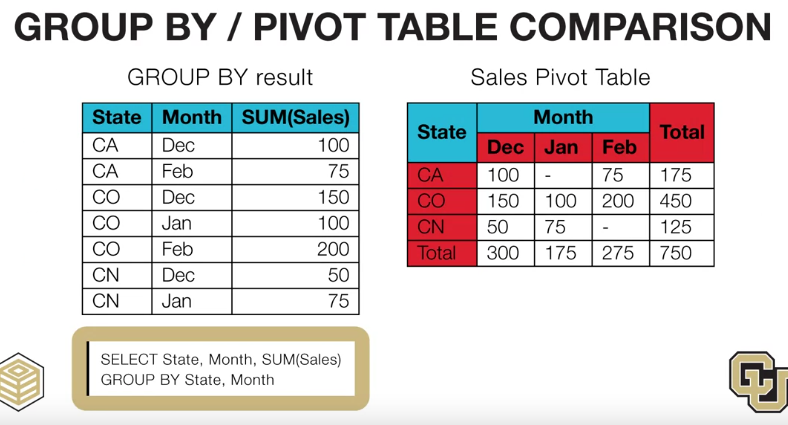 GROUP BY / PIVOT TABLE COMPARISON
GROUP BY result
State Month SUM(Sales)
CA Dec 100
CA Feb 75
CO Dec 150
CO Jan 100
CO Feb 200
CN Dec 50
CN Jan 75
SELECT State, Month, SUM(Sales)
GROUP BY State, Month
Sales Pivot Table
State Month Total
Dec Jan Feb
CA 100 - 75 175
CO 150 100 200 450
CN 50 75 - 125
Total 300 175 275 750
CU